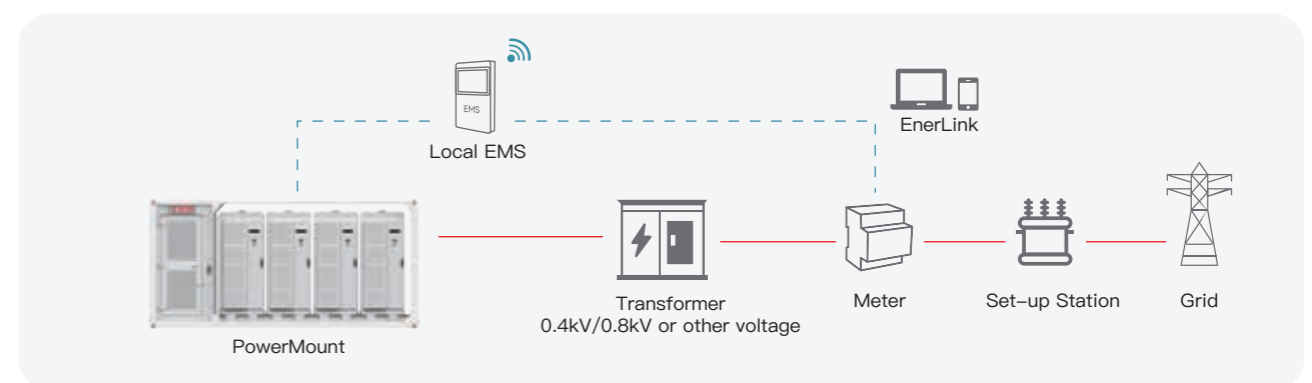 EMS
Local EMS
EnerLink
PowerMount
Transformer
0.4kV/0.8kV or other voltage
Meter
Set-up Station
Grid